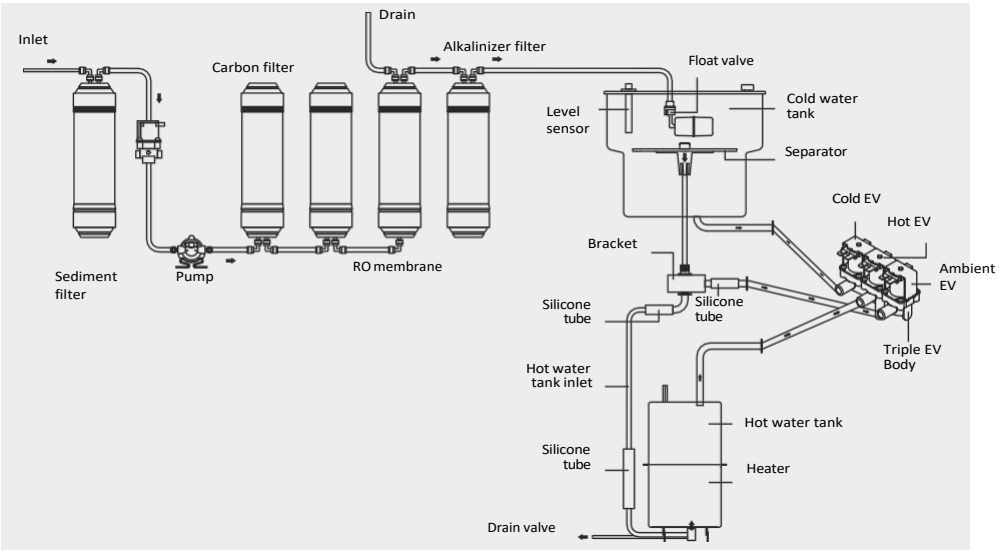 Drain
Inlet
Alkalinizer filter
Carbon filter
Float valve
Level
sensor
Cold water
tank
Separator
Cold EV
Hot EV
Bracket
Ambient
EV
RO membrane
Sediment
filter
Pump
Silicone
tube
Silicone
tube
Triple EV
Body
Hot water
tank inlet
Hot water tank
Silicone
tube
Heater
Drain valve